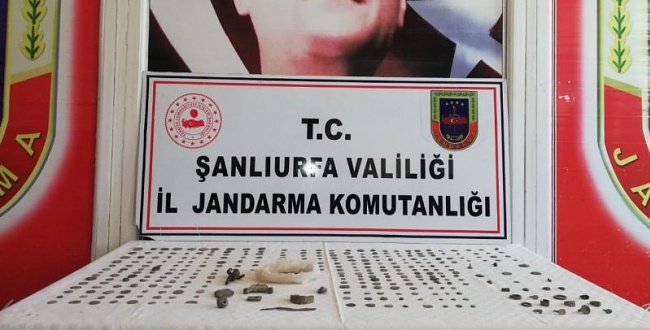 T.C.
ŞANLIURFA VALİLİĞİ
İL JANDARMA KOMUTANLIĞI